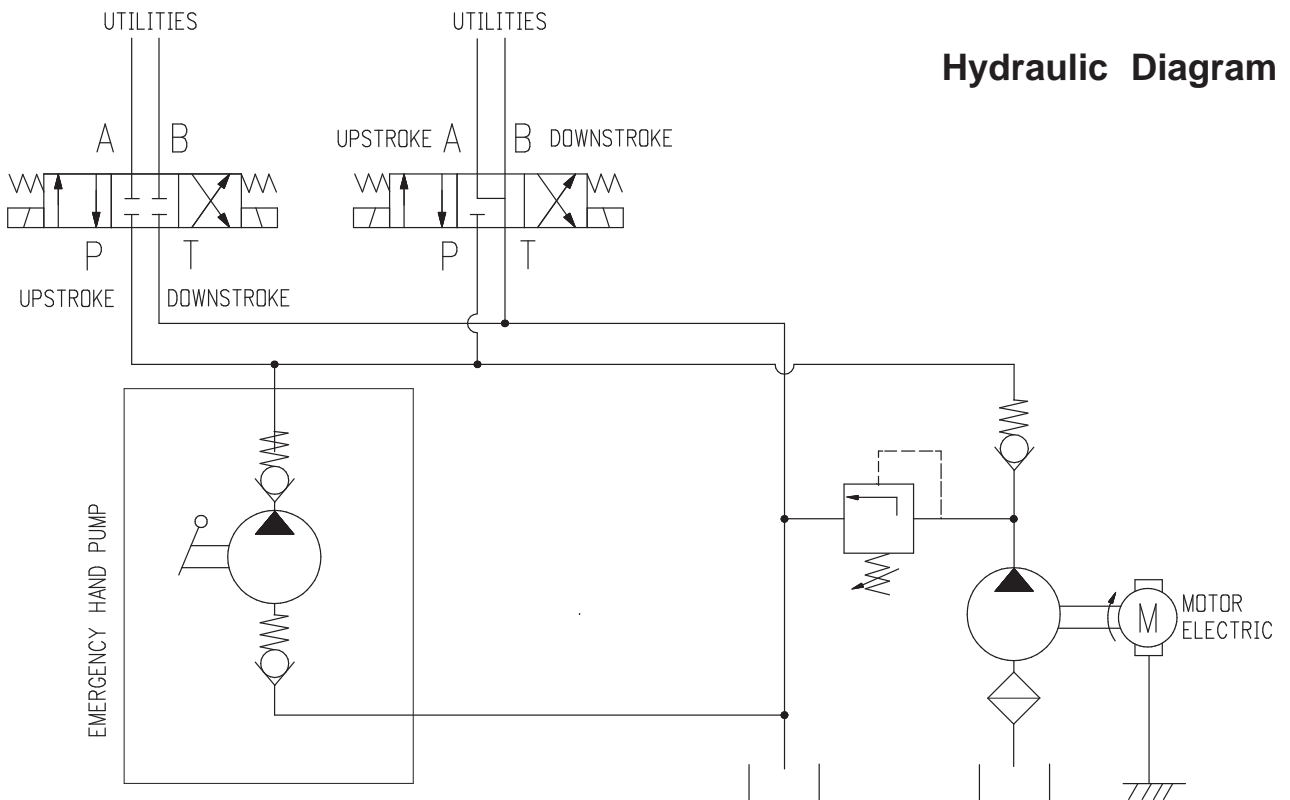 UTILITIES
UTILITIES
Hydraulic Diagram
A B
UPSTROKE A B DOWNSTROKE
P T
P T
UPSTROKE DOWNSTROKE
EMERGENCY HAND PUMP
M
MOTOR
ELECTRIC